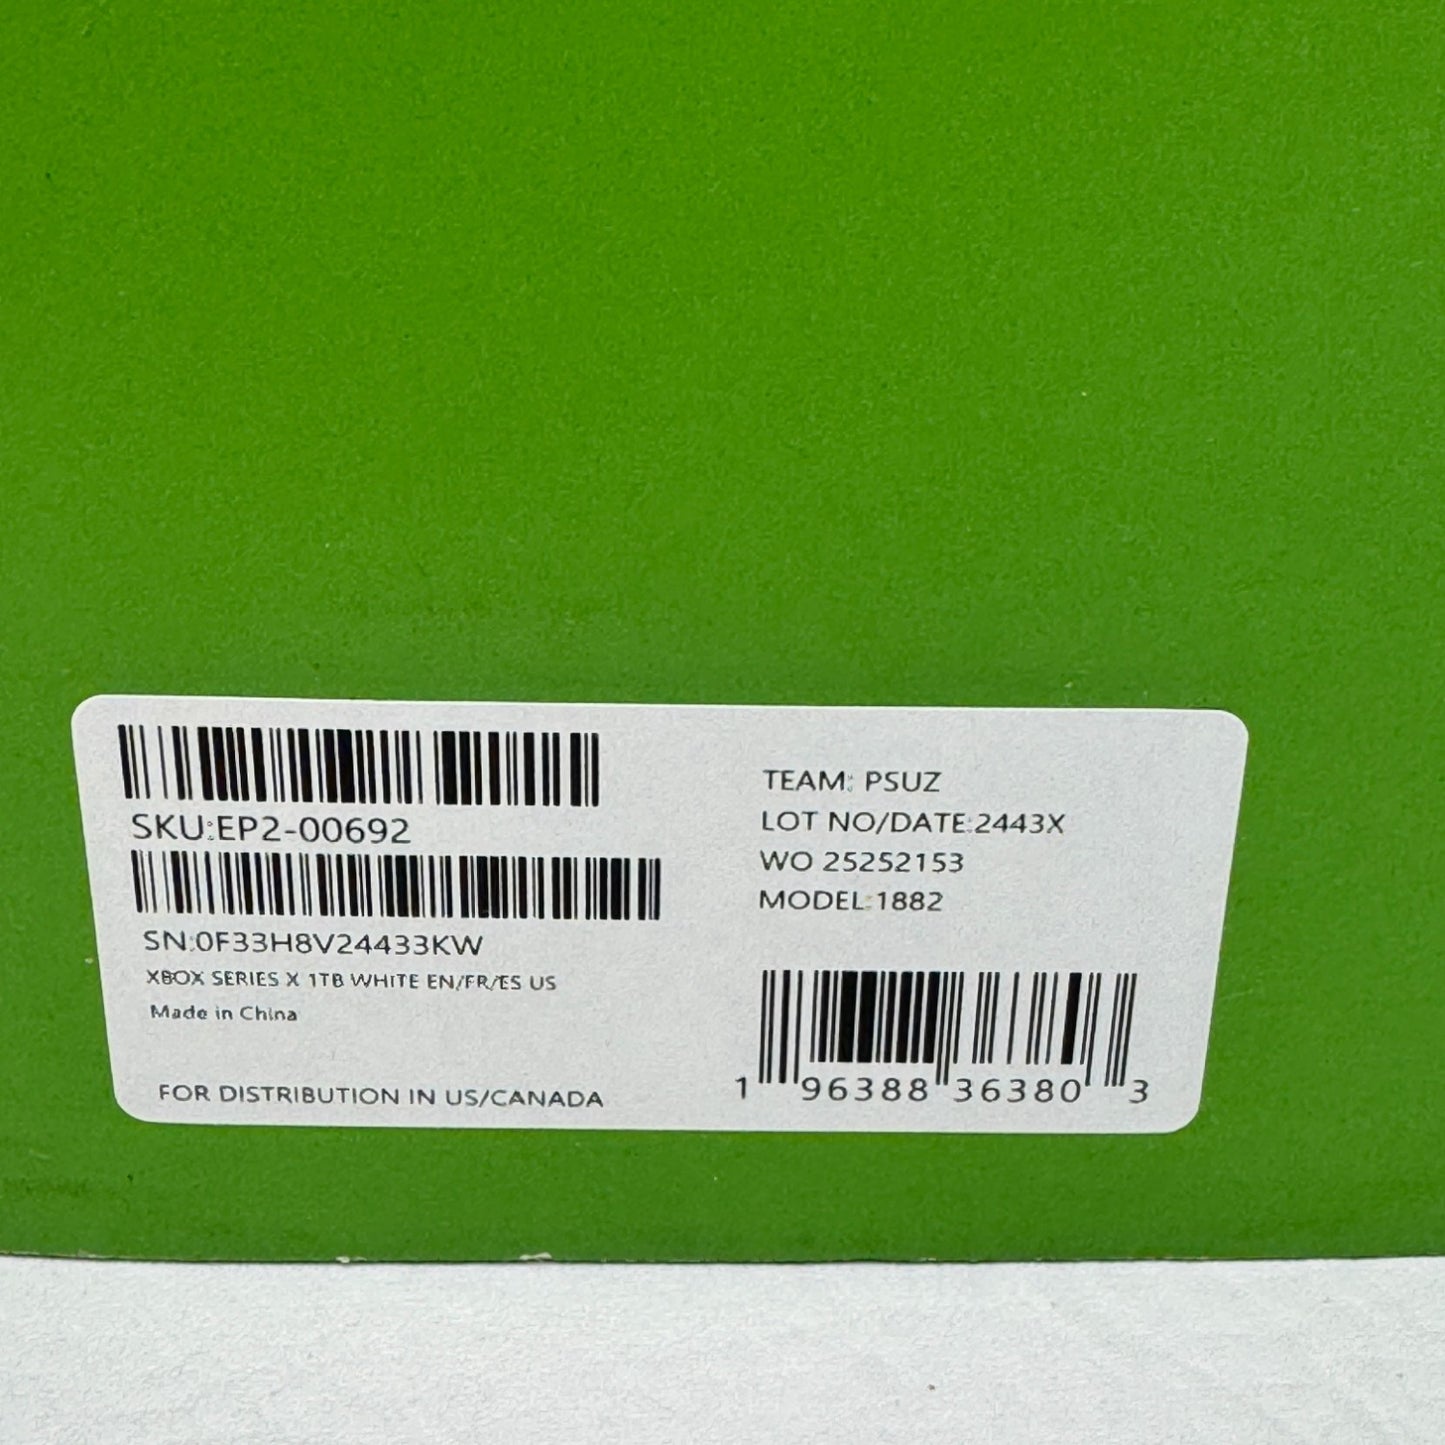 SKU:EP2-00692
SN:0F33H8V24433KW
XBOX SERIES X 1TB WHITE EN/FR/ES US
Made in China
FOR DISTRIBUTION IN US/CANADA
TEAM: PSUZ
LOT NO/DATE:2443X
WO 25252153
MODEL:1882
1 96388 36380 3